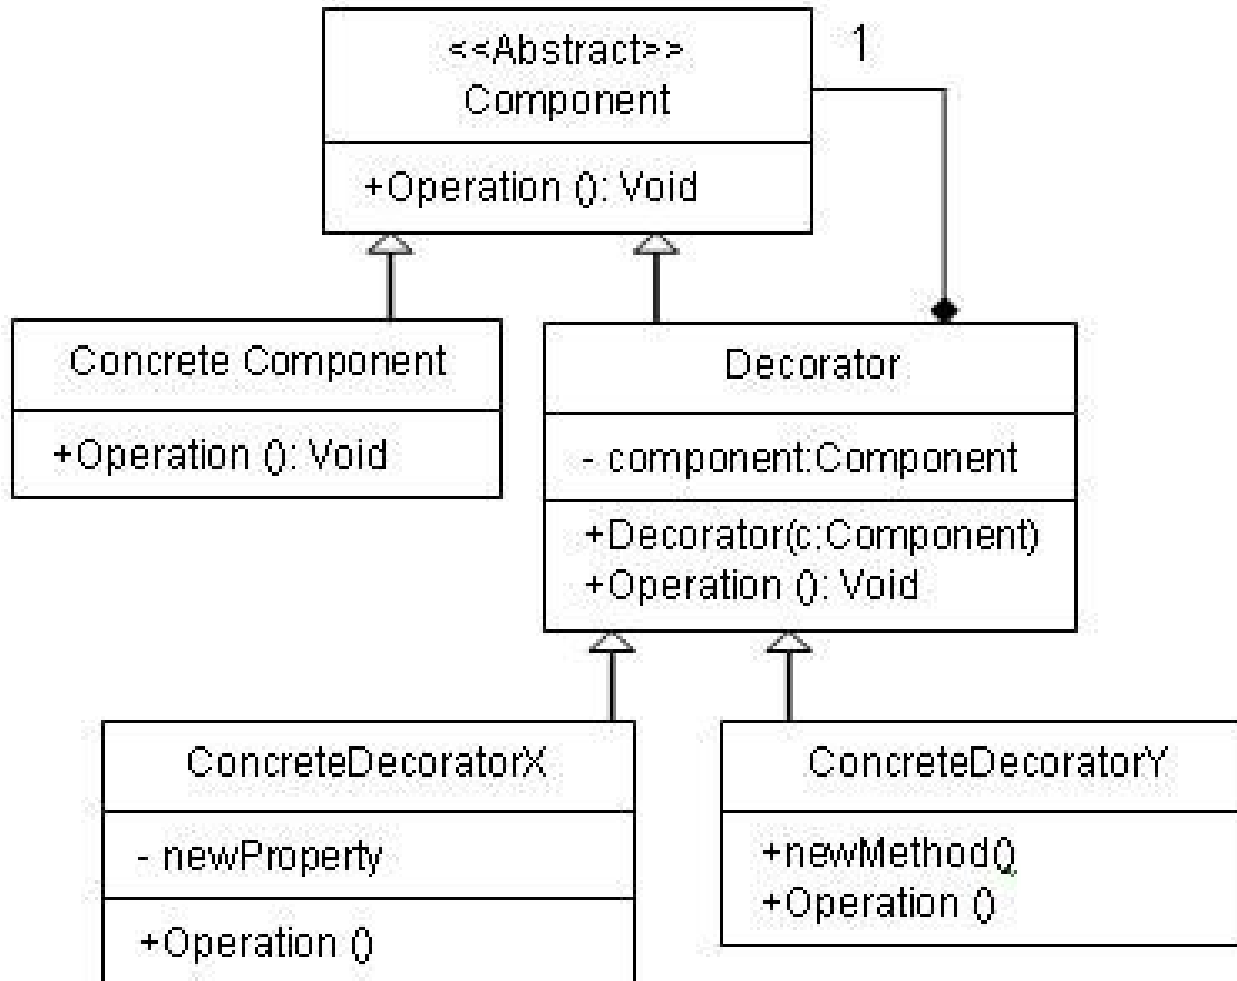 <<Abstract>>
Component
1
+Operation (): Void
Concrete Component
+Operation (): Void
Decorator
- component:Component
+Decorator(c:Component)
+Operation (): Void
ConcreteDecoratorX
- newProperty
+Operation ()
ConcreteDecoratorY
+newMethod()
+Operation ()